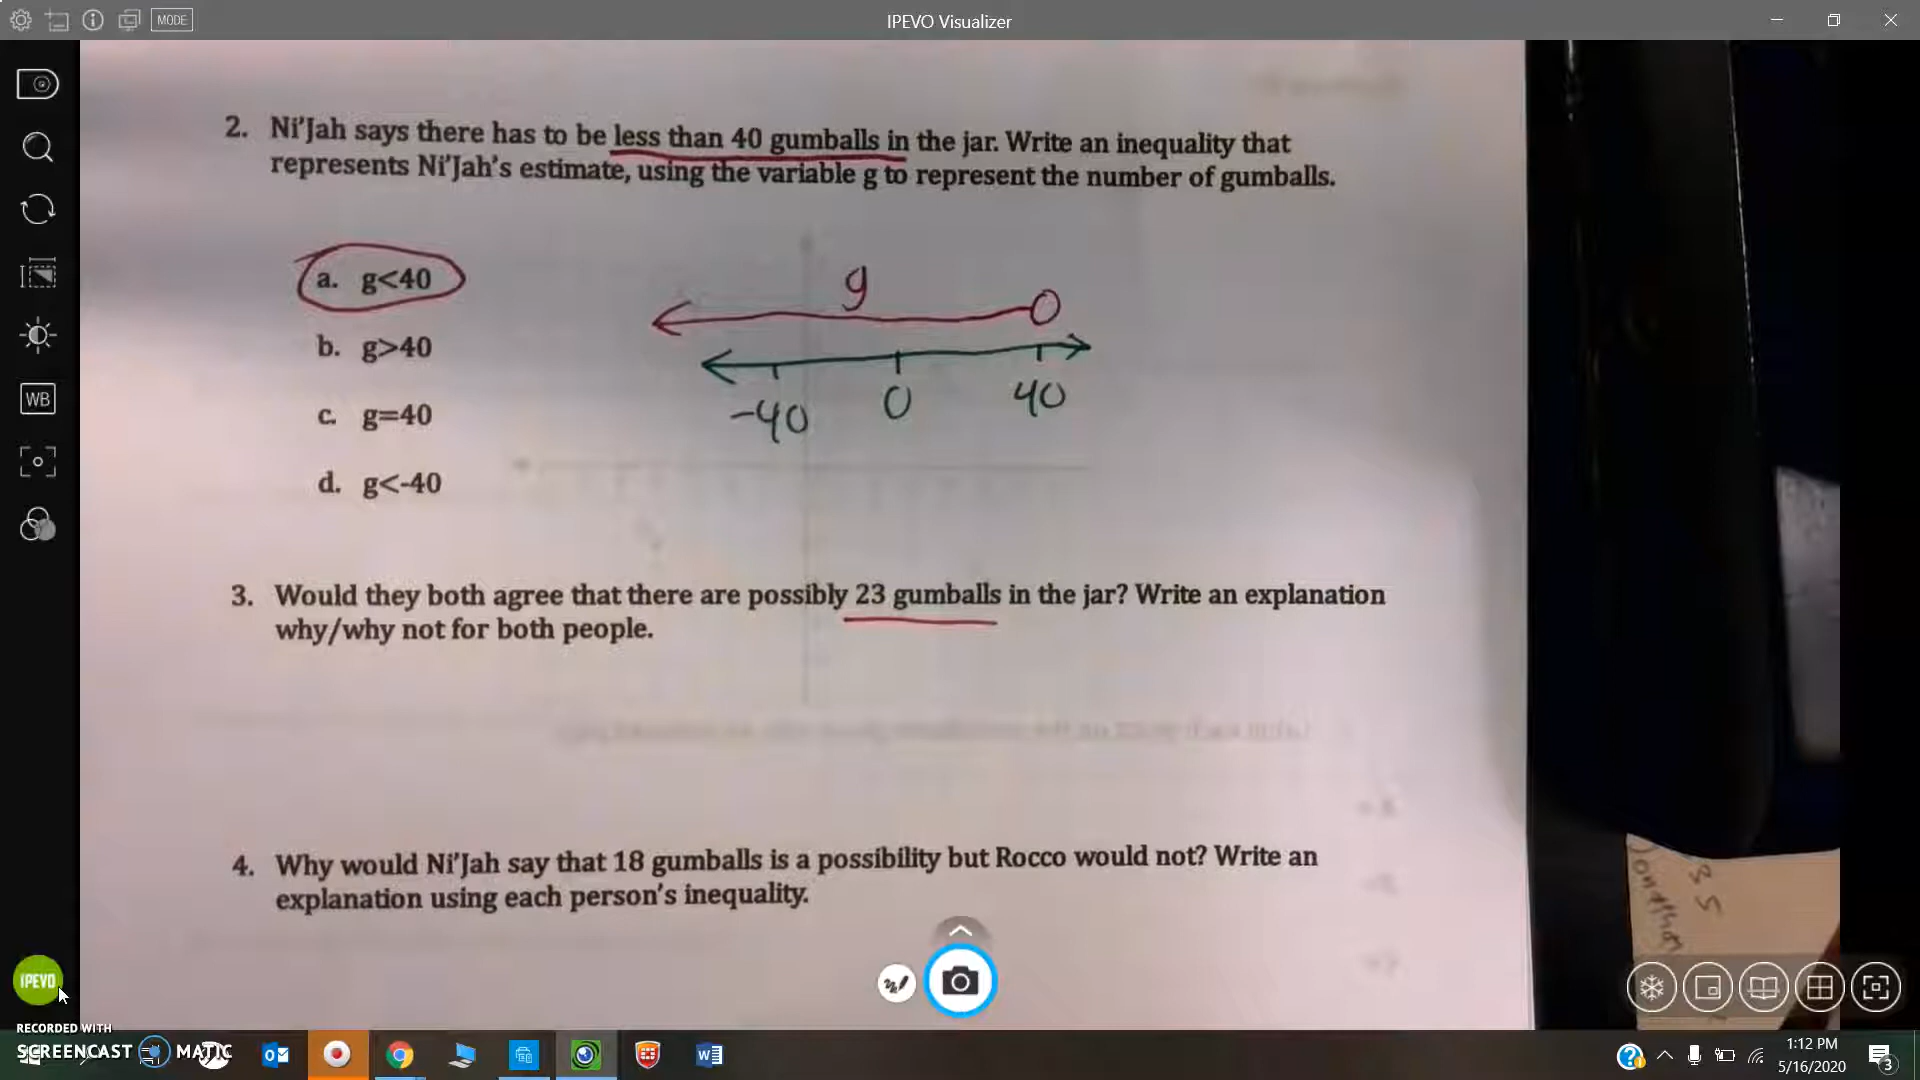 MODE
IPEVO Visualizer
2. Ni'Jah says there has to be less than 40 gumballs in the jar. Write an inequality that
represents Ni'Jah's estimate, using the variable g to represent the number of gumballs.
a. g<40
b. g>40
c. g=40
d. g<-40
g
-40 0 40
WB
3. Would they both agree that there are possibly 23 gumballs in the jar? Write an explanation
why/why not for both people.
4. Why would Ni'Jah say that 18 gumballs is a possibility but Rocco would not? Write an
explanation using each person's inequality.
35
IPEVO
RECORDED WITH
SCREENCAST MATIC
1:12 PM
5/16/2020
3